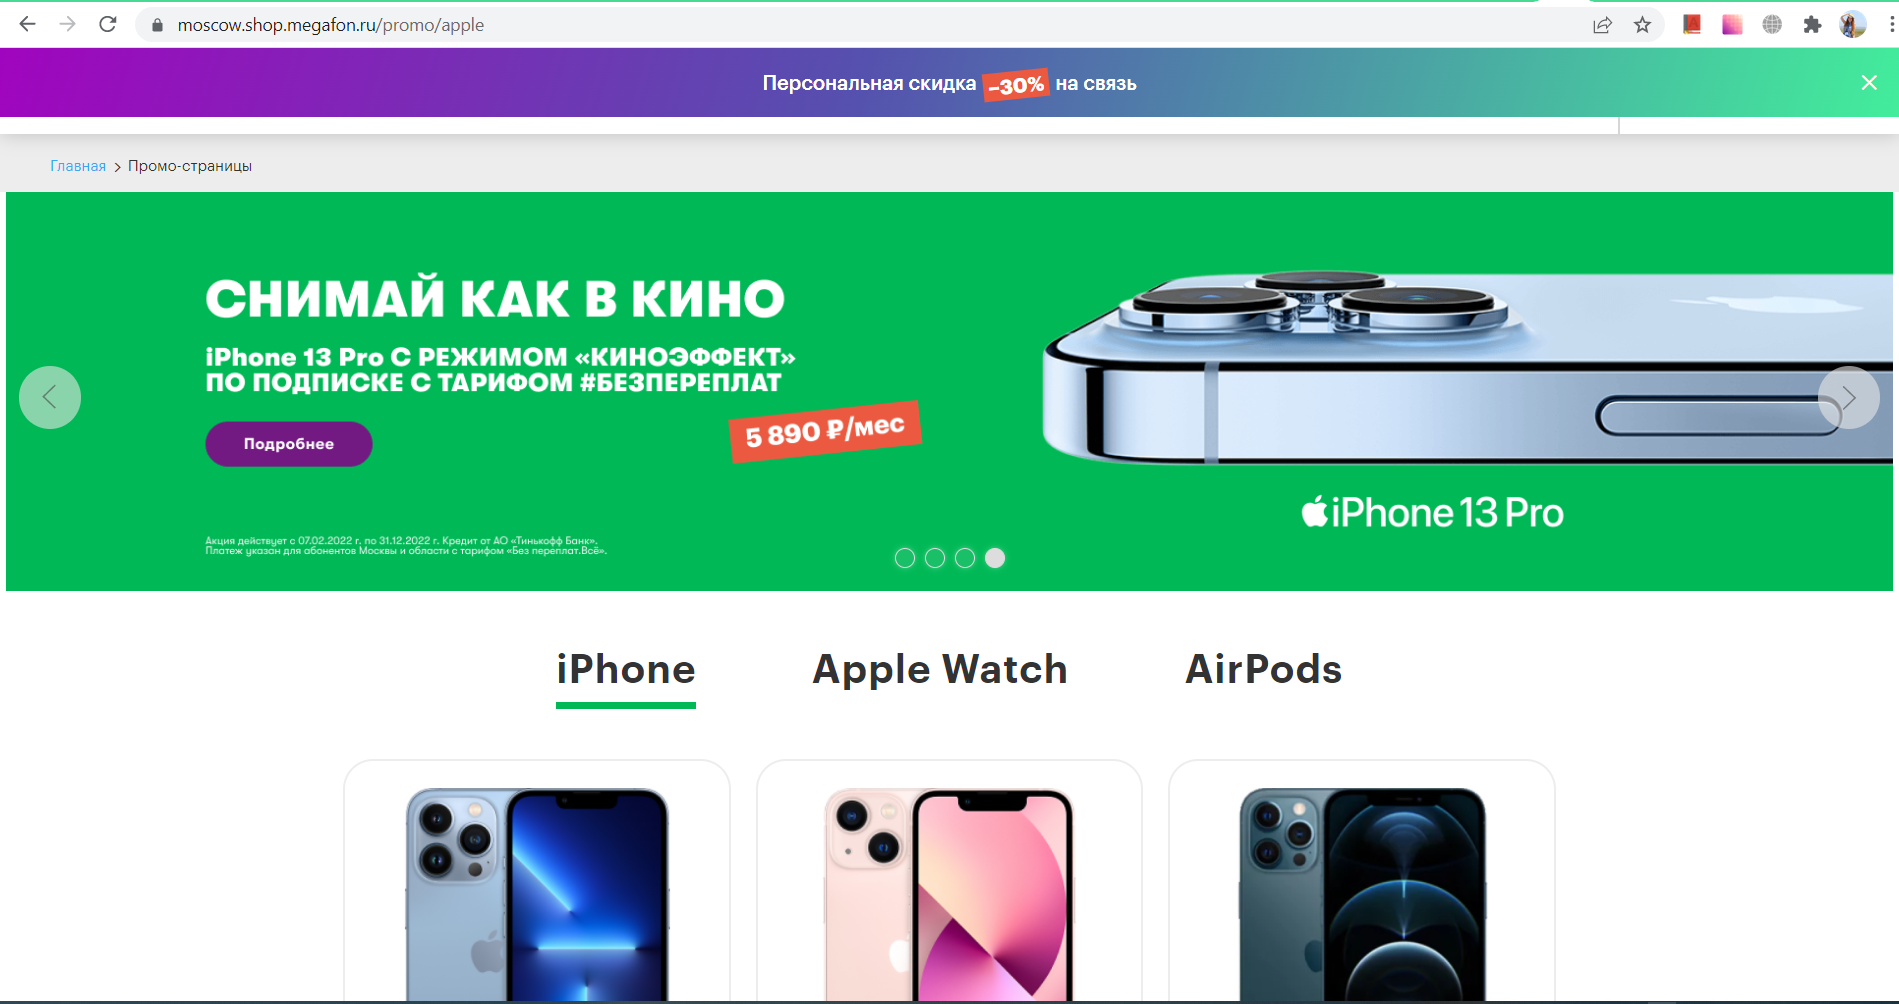 moscow.shop.megafon.ru/promo/apple
Персональная скидка -30% на связь
Главная > Промо-страницы
СНИМАЙ КАК В КИНО
iPhone 13 Pro С РЕЖИМОМ «КИНОЭФФЕКТ»
ПО ПОДПИСКЕ С ТАРИФОМ #БЕЗПЕРЕПЛАТ
5 890 ₽/мес
Подробнее
iPhone 13 Pro
Акция действует с 07.02.2022 г. по 31.12.2022 г. Кредит от АО «Тинькофф Банк».
Платеж указан для абонентов Москвы и области с тарифом «Без переплат.Всё».
iPhone Apple Watch AirPods